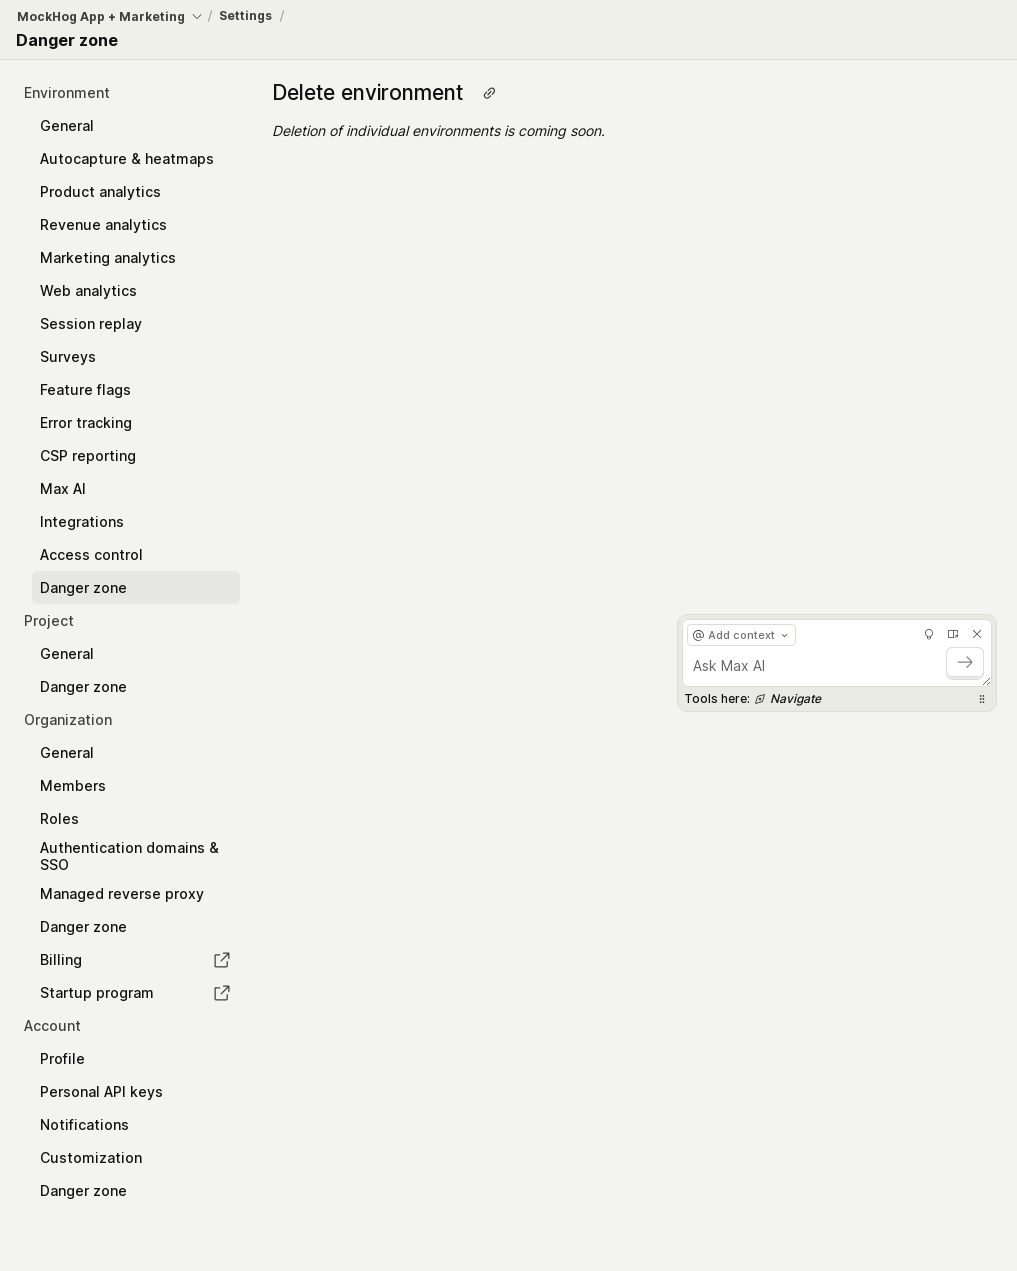 MockHog App + Marketing / Settings /
Danger zone
Environment
General
Autocapture & heatmaps
Product analytics
Revenue analytics
Marketing analytics
Web analytics
Session replay
Surveys
Feature flags
Error tracking
CSP reporting
Max AI
Integrations
Access control
Danger zone
Project
General
Danger zone
Organization
General
Members
Roles
Authentication domains &
SSO
Managed reverse proxy
Danger zone
Billing
Startup program
Account
Profile
Personal API keys
Notifications
Customization
Danger zone
Delete environment
Deletion of individual environments is coming soon.
@ Add context
Ask Max AI
Tools here: Navigate